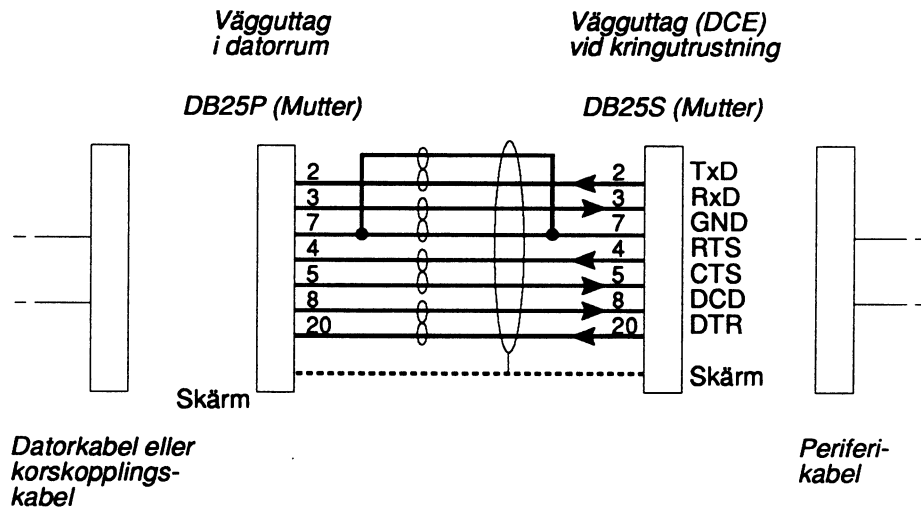 Vägguttag
i datorrum
Vägguttag (DCE)
vid kringutrustning
DB25P (Mutter)
DB25S (Mutter)
2 2 TxD
3 3 RxD
7 7 GND
4 4 RTS
5 5 CTS
8 8 DCD
20 20 DTR
Skärm Skärm
Datorkabel eller
korskopplings-
kabel
Periferi-
kabel